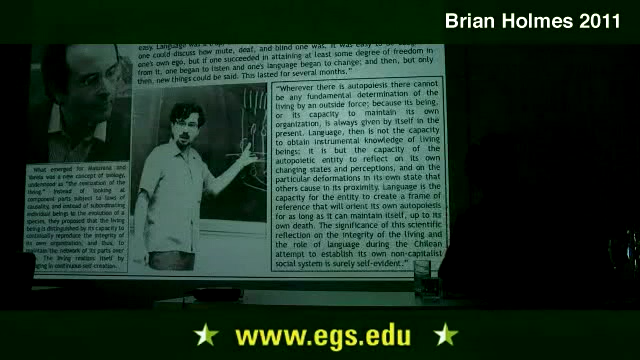 Brian Holmes 2011
easy. Language was a
one could discuss how mute, deaf, and blind one was. It was easy to be
one's own ego, but if one succeeded in attaining at least some degree of freedom in-
from it, one began to listen and one's language began to change; and then, but only
then, new things could be said. This lasted for several months."
"Wherever there is autopoiesis there cannot
be any fundamental determination of the
living by an outside force; because its being,
or its capacity to maintain its own
organization, is always given by itself in the
present. Language, then is not the capacity
to obtain instrumental knowledge of living
beings; it is but the capacity of the
autopoietic entity to reflect on its own
changing states and perceptions, and on the
particular deformations in its own state that
others cause in its proximity. Language is the
capacity for the entity to create a frame of
reference that will orient its own autopoiesis
for as long as it can maintain itself, up to its
own death. The significance of this scientific
reflection on the integrity of the living and
the role of language during the Chilean
attempt to establish its own non-capitalist
social system is surely self-evident."
What emerged for Maturana and
Varela was a new concept of biology,
understood as "the execution of the
thing." Instead of looking at
component parts subject to laws of
causality, and instead of subordinating
individual beings to the evolution of a
species, they proposed that the living
being is distinguished by its capacity to
continually reproduce the integrity of
its own organization, and thus, to
maintain the network of its parts over
The living realizes itself by
in continuous self-creation.
www.egs.edu